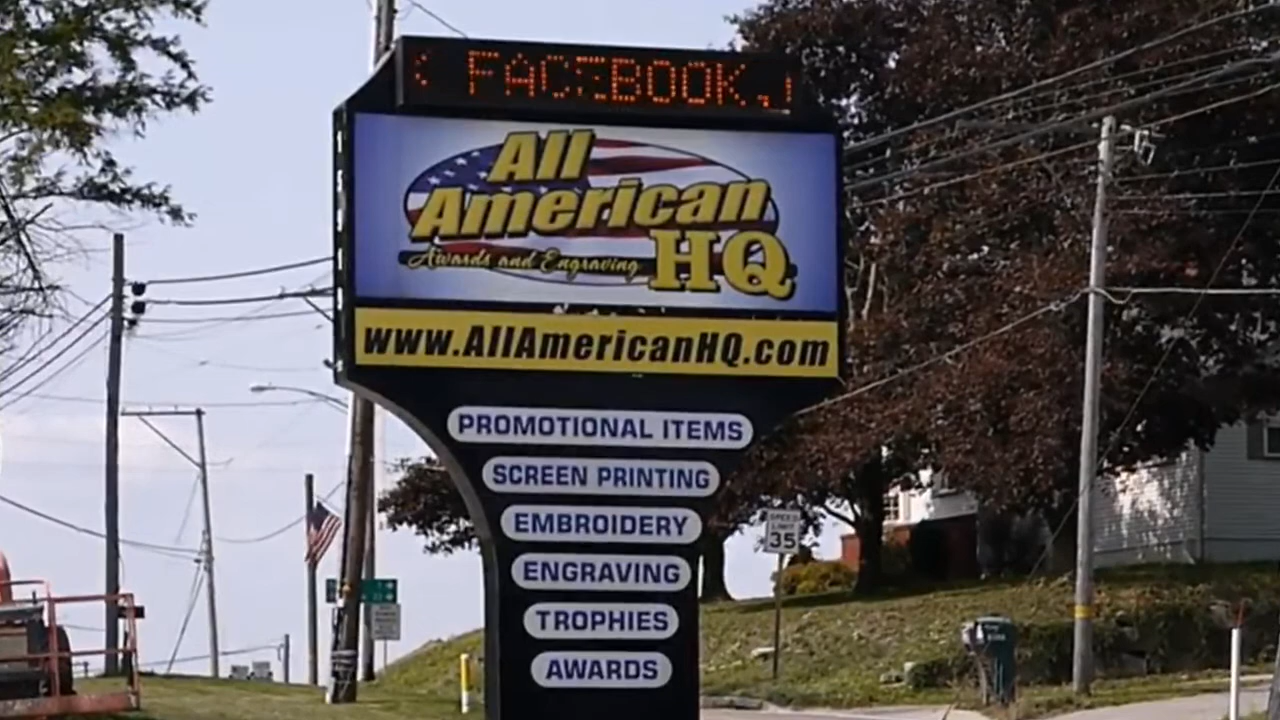 FACEBOOK
All
American
HQ
Awards and Engraving
www.AllAmericanHQ.com
PROMOTIONAL ITEMS
SCREEN PRINTING
EMBROIDERY
ENGRAVING
TROPHIES
AWARDS
SPEED
LIMIT
35